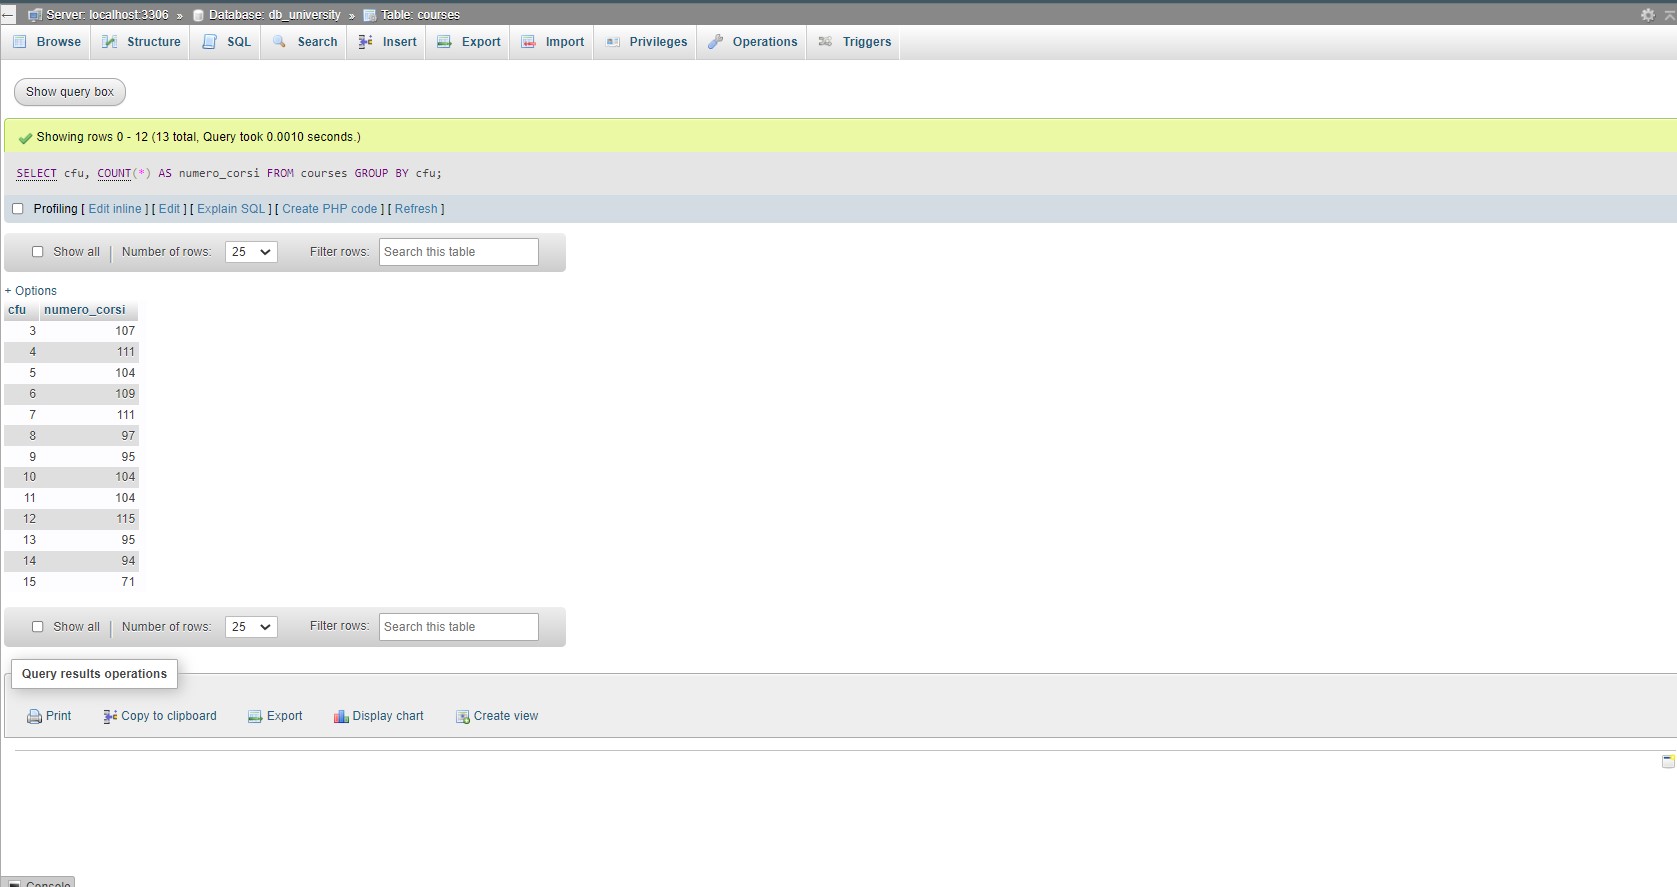 Server: localhost:3306 » Database: db_university » Table: courses
Browse Structure SQL Search Insert Export Import Privileges Operations Triggers
Show query box
Showing rows 0 - 12 (13 total, Query took 0.0010 seconds.)
SELECT cfu, COUNT(*) AS numero_corsi FROM courses GROUP BY cfu;
Profiling [ Edit inline ] [ Edit ] [ Explain SQL ] [ Create PHP code ] [ Refresh ]
Show all | Number of rows: 25 Filter rows: Search this table
+ Options
cfu numero_corsi
3 107
4 111
5 104
6 109
7 111
8 97
9 95
10 104
11 104
12 115
13 95
14 94
15 71
Show all | Number of rows: 25 Filter rows: Search this table
Query results operations
Print Copy to clipboard Export Display chart Create view
Console